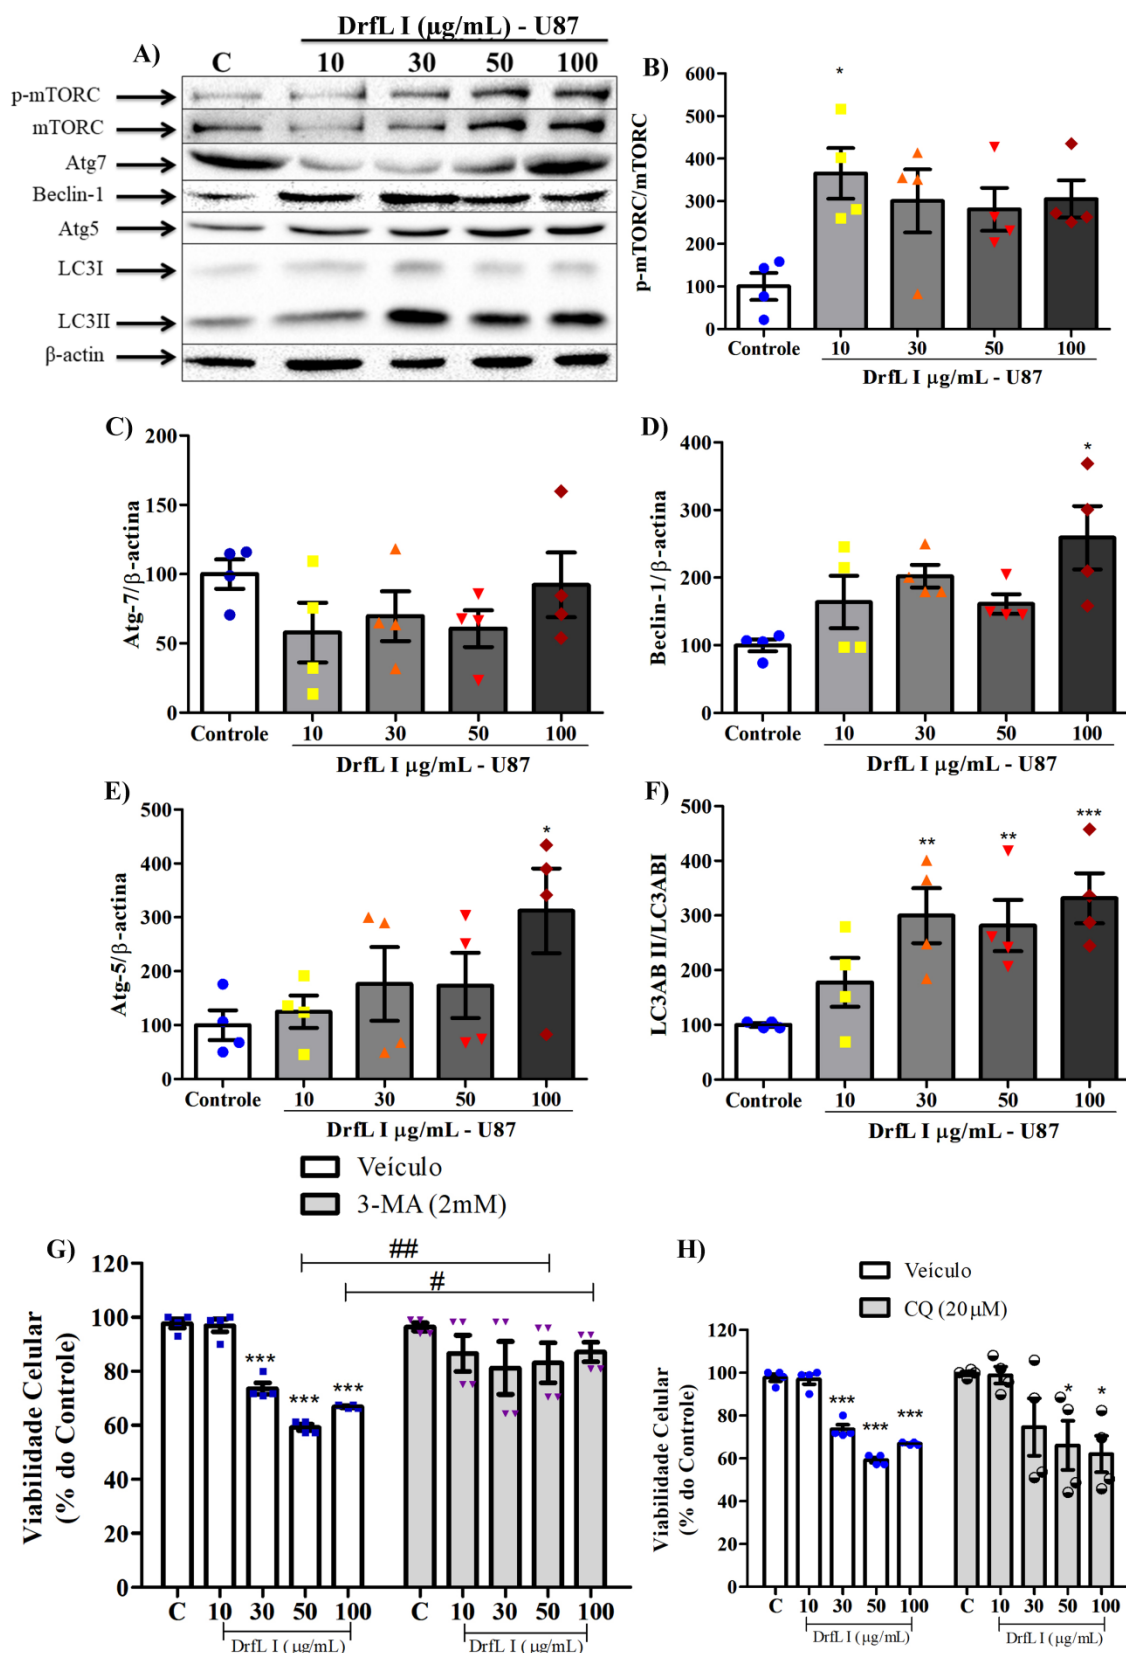 DrfL I (µg/mL) - U87
A)
C 10 30 50 100
p-mTORC
mTORC
Atg7
Beclin-1
Atg5
LC3I
LC3II
β-actin
B)
p-mTORC/mTORC
600
500
400
300
200
100
0
*
Controle 10 30 50 100
DrfL I µg/mL - U87
C)
Atg-7/β-actina
200
150
100
50
0
Controle 10 30 50 100
DrfL I µg/mL - U87
D)
Beclin-1/β-actina
400
300
200
100
0
*
Controle 10 30 50 100
DrfL I µg/mL - U87
E)
Atg-5/β-actina
500
400
300
200
100
0
*
Controle 10 30 50 100
DrfL I µg/mL - U87
F)
LC3AB II/LC3ABI
500
400
300
200
100
0
** ** ***
Controle 10 30 50 100
DrfL I µg/mL - U87
Veículo
3-MA (2mM)
G)
Viabilidade Celular
(% do Controle)
120
100
80
60
40
20
0
##
#
*** *** ***
C 10 30 50 100 C 10 30 50 100
DrfL I ( µg/mL) DrfL I ( µg/mL)
H)
Veículo
CQ (20 µM)
Viabilidade Celular
(% do Controle)
120
100
80
60
40
20
0
*** *** *** * *
C 10 30 50 100 C 10 30 50 100
DrfL I ( µg/mL) DrfL I ( µg/mL)